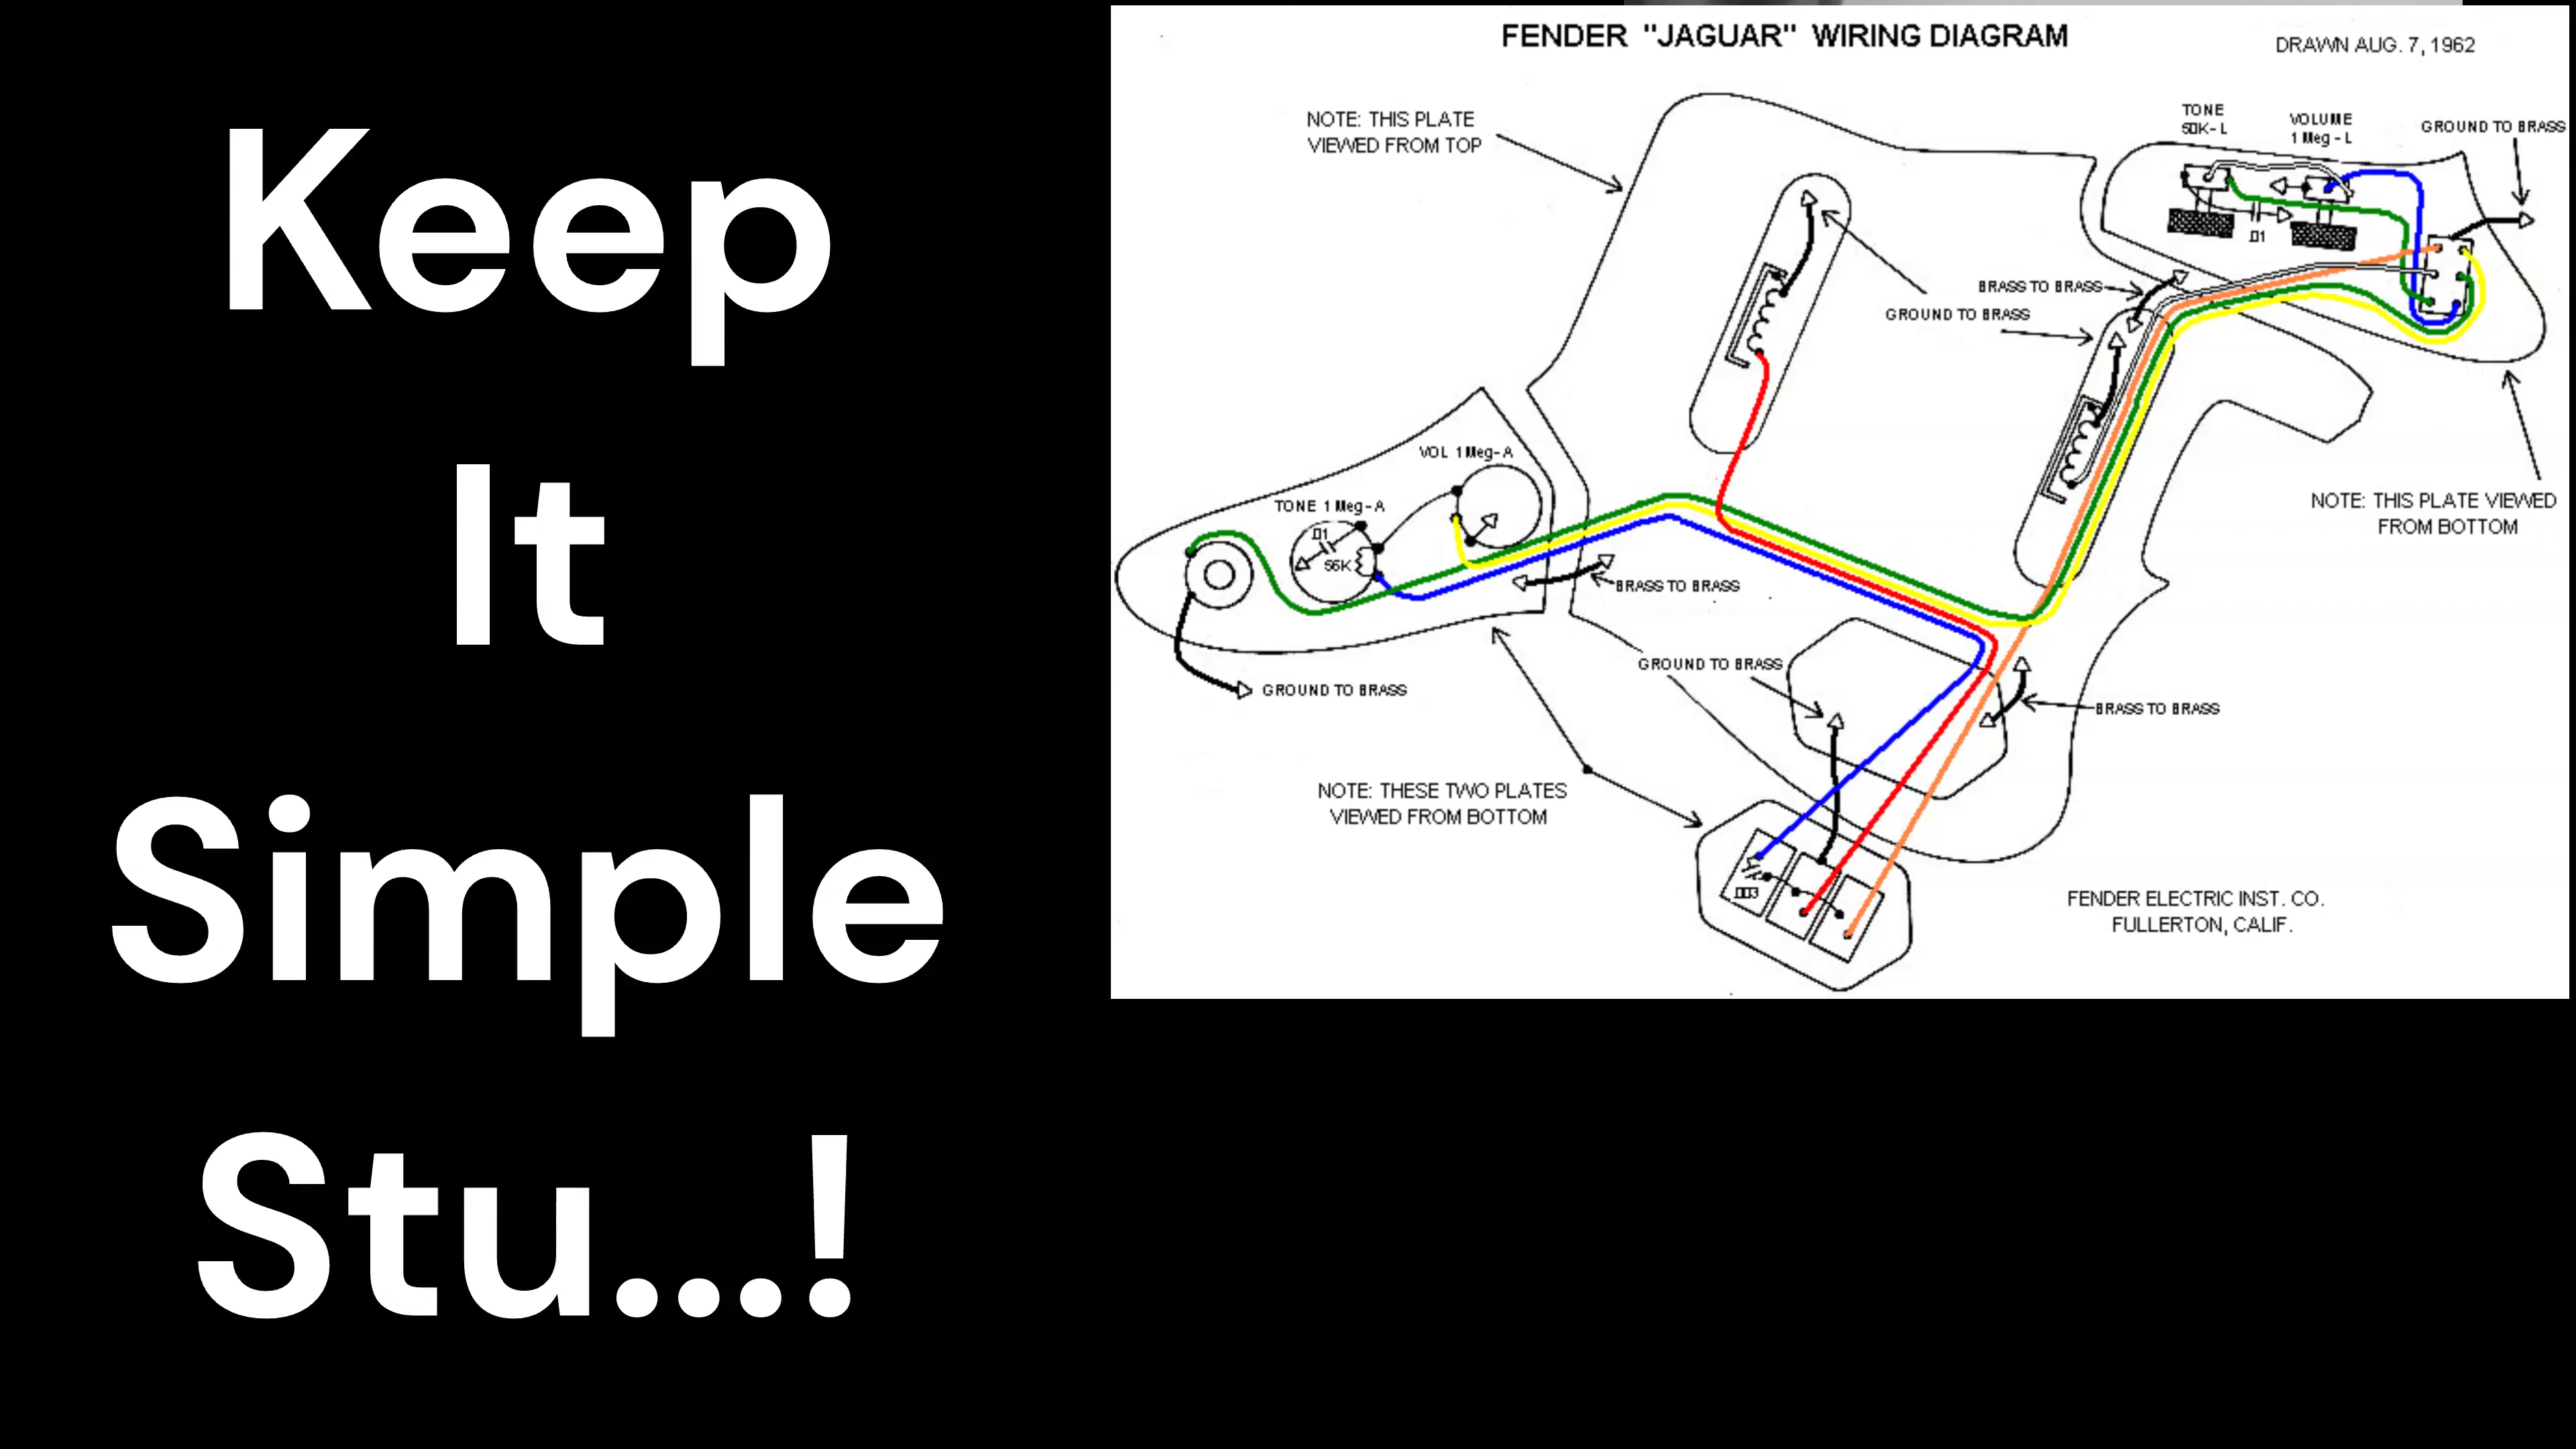 Keep
It
Simple
Stu...!
FENDER "JAGUAR" WIRING DIAGRAM
DRAWN AUG. 7, 1962
NOTE: THIS PLATE
VIEWED FROM TOP
TONE
50K-L
VOLUME
1 Meg-L
GROUND TO BRASS
.01
BRASS TO BRASS
GROUND TO BRASS
VOL 1 Meg-A
TONE 1 Meg-A
.01
56K
NOTE: THIS PLATE VIEWED
FROM BOTTOM
BRASS TO BRASS
GROUND TO BRASS
GROUND TO BRASS
BRASS TO BRASS
NOTE: THESE TWO PLATES
VIEWED FROM BOTTOM
.003
FENDER ELECTRIC INST. CO.
FULLERTON, CALIF.